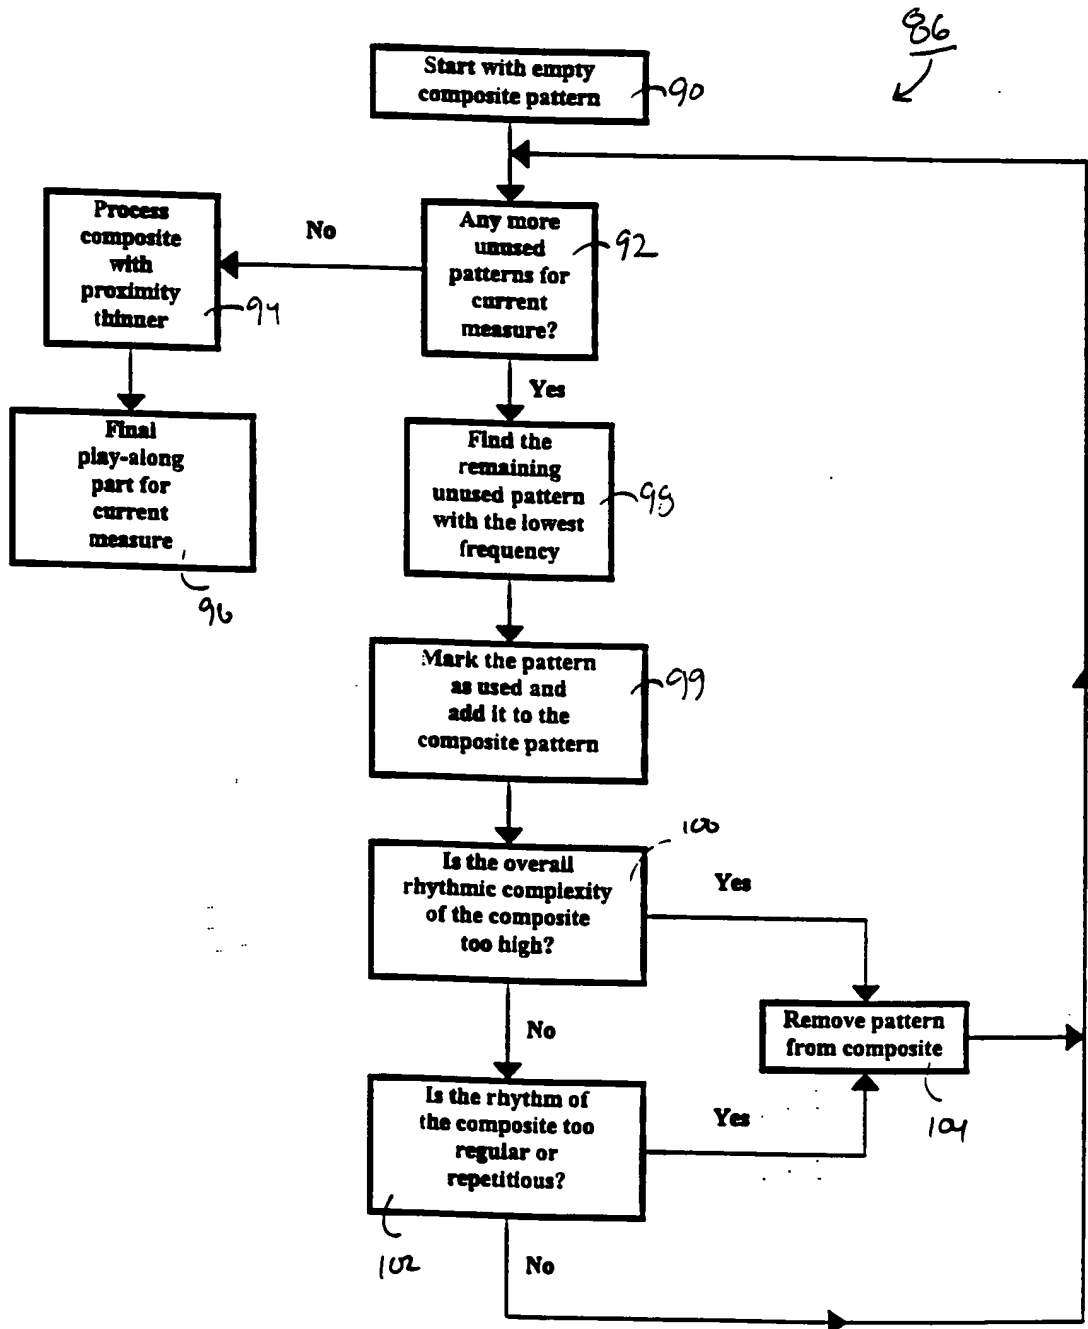 86
Start with empty
composite pattern
90
Process
composite
with
proximity
thinner
94
No
Any more
unused
patterns for
current
measure?
92
Yes
Final
play-along
part for
current
measure
96
Find the
remaining
unused pattern
with the lowest
frequency
98
Mark the pattern
as used and
add it to the
composite pattern
99
Is the overall
rhythmic complexity
of the composite
too high?
100
Yes
No
Remove pattern
from composite
104
Is the rhythm of
the composite too
regular or
repetitious?
102
Yes
No